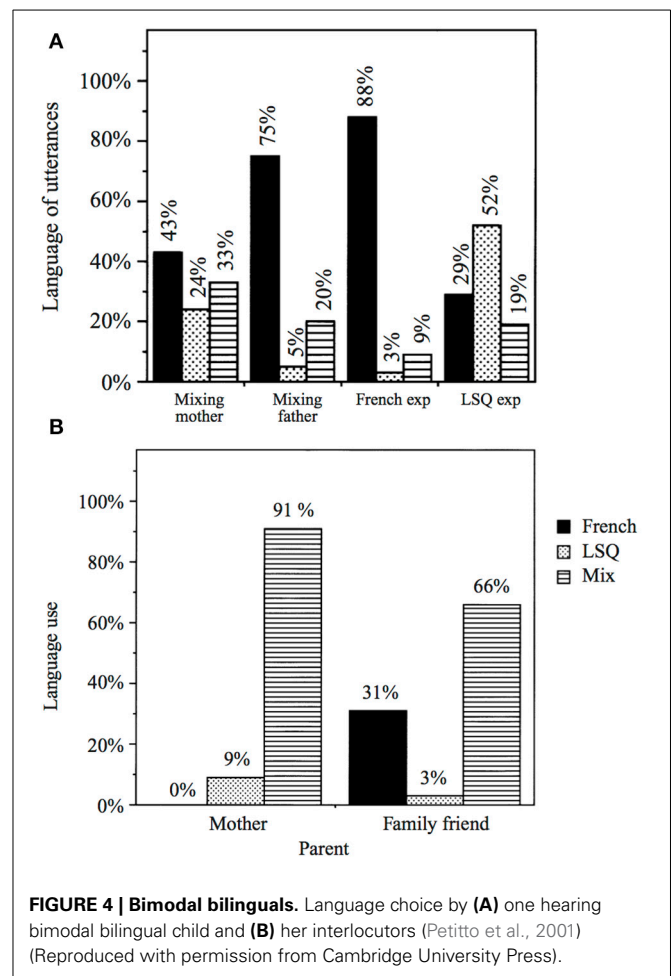 A
Language of utterances
100%
80%
60%
40%
20%
0%
43%
24%
33%
75%
5%
20%
88%
3%
9%
29%
52%
19%
Mixing
mother
Mixing
father
French exp
LSQ exp
B
Language use
100%
80%
60%
40%
20%
0%
0%
9%
91 %
31%
3%
66%
Mother
Family friend
Parent
French
LSQ
Mix
FIGURE 4 | Bimodal bilinguals. Language choice by (A) one hearing
bimodal bilingual child and (B) her interlocutors (Petitto et al., 2001)
(Reproduced with permission from Cambridge University Press).